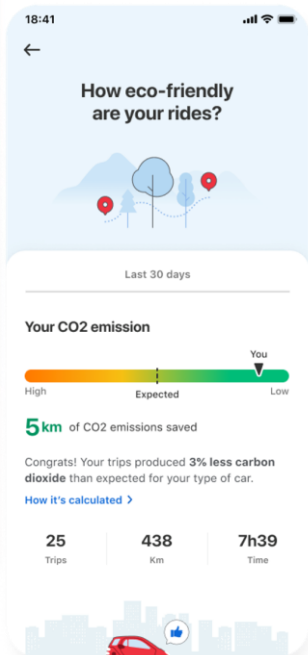 18:41
How eco-friendly
are your rides?
Last 30 days
Your CO2 emission
You
High
Expected
Low
5km of CO2 emissions saved
Congrats! Your trips produced 3% less carbon
dioxide than expected for your type of car.
How it's calculated >
25
438
7h39
Trips
Km
Time